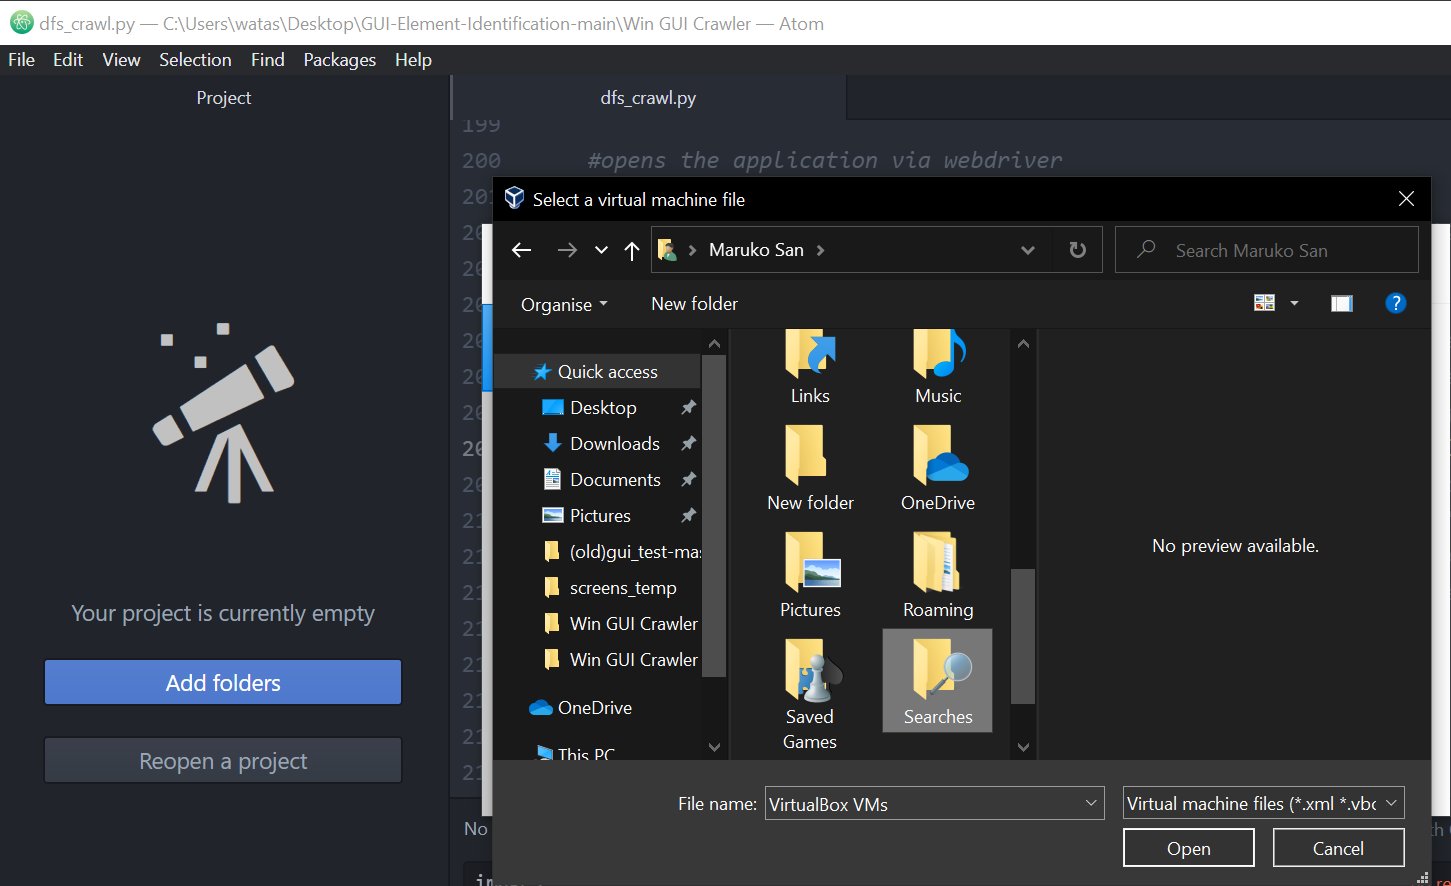 dfs_crawl.py — C:\Users\watas\Desktop\GUI-Element-Identification-main\Win GUI Crawler — Atom
File Edit View Selection Find Packages Help
Project
dfs_crawl.py
199
200 #opens the application via webdriver
Select a virtual machine file
Maruko San
Search Maruko San
Organise
New folder
Quick access
Desktop
Downloads
Documents
Pictures
(old)gui_test-mas
screens_temp
Win GUI Crawler
Win GUI Crawler
OneDrive
This PC
Links
Music
New folder
OneDrive
Pictures
Roaming
Saved
Games
Searches
No preview available.
Your project is currently empty
Add folders
Reopen a project
File name: VirtualBox VMs
Virtual machine files (*.xml *.vbo
Open
Cancel
No